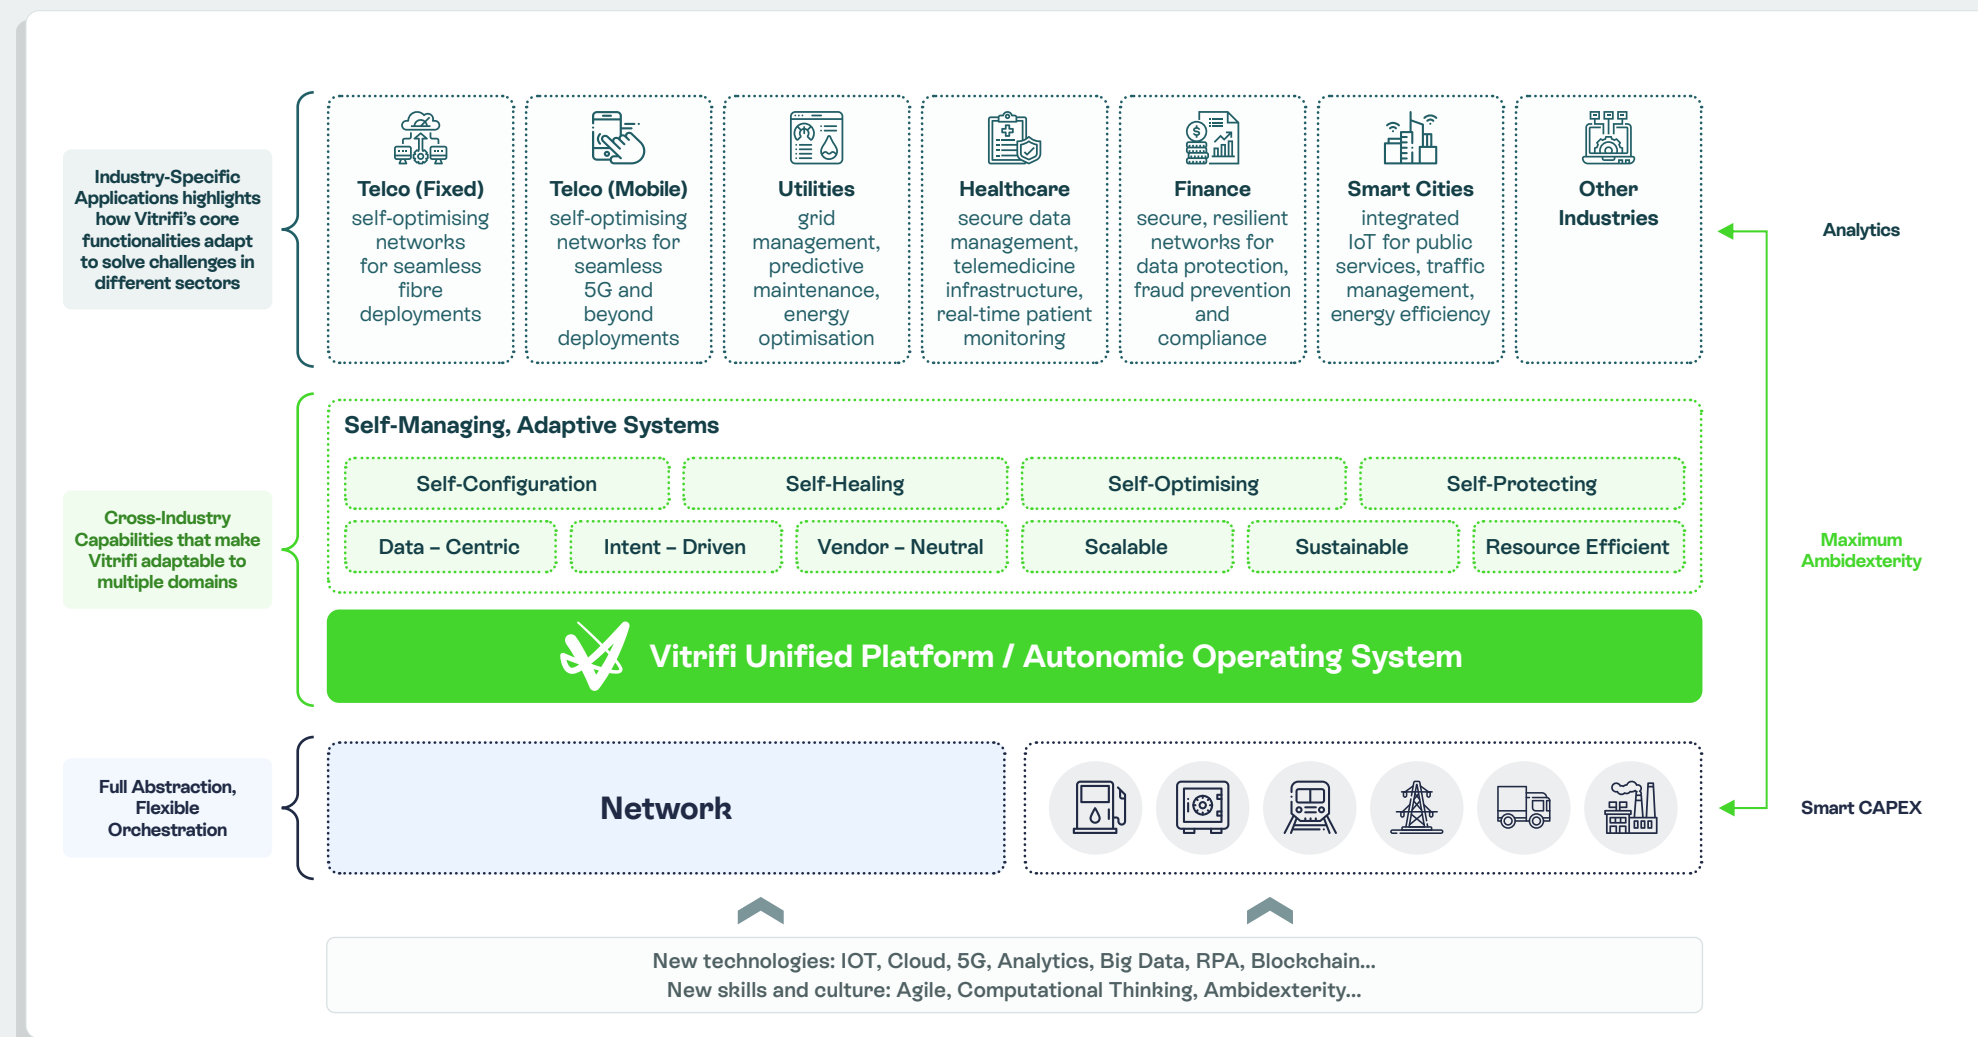 Industry-Specific
Applications highlights
how Vitrifi's core
functionalities adapt
to solve challenges in
different sectors
Telco (Fixed)
self-optimising
networks
for seamless
fibre
deployments
Telco (Mobile)
self-optimising
networks for
seamless
5G and
beyond
deployments
Utilities
grid
management,
predictive
maintenance,
energy
optimisation
Healthcare
secure data
management,
telemedicine
infrastructure,
real-time patient
monitoring
Finance
secure, resilient
networks for
data protection,
fraud prevention
and
compliance
Smart Cities
integrated
IoT for public
services, traffic
management,
energy efficiency
Other
Industries
Analytics
Cross-Industry
Capabilities that make
Vitrifi adaptable to
multiple domains
Self-Managing, Adaptive Systems
Self-Configuration
Self-Healing
Self-Optimising
Self-Protecting
Data – Centric
Intent – Driven
Vendor – Neutral
Scalable
Sustainable
Resource Efficient
Vitrifi Unified Platform / Autonomic Operating System
Maximum
Ambidexterity
Full Abstraction,
Flexible
Orchestration
Network
Smart CAPEX
New technologies: IOT, Cloud, 5G, Analytics, Big Data, RPA, Blockchain...
New skills and culture: Agile, Computational Thinking, Ambidexterity...